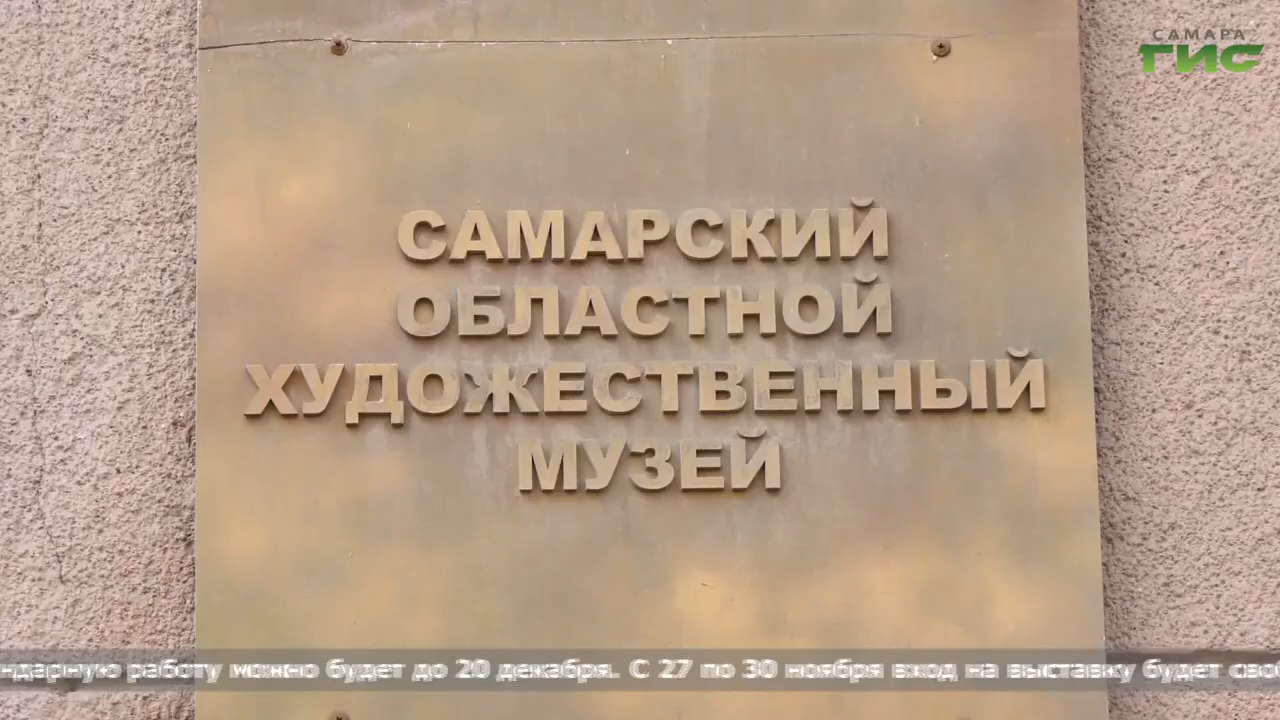 САМАРА
ГИС
САМАРСКИЙ
ОБЛАСТНОЙ
ХУДОЖЕСТВЕННЫЙ
МУЗЕЙ
работу можно будет до 20 декабря. С 27 по 30 ноября вход на выставку будет